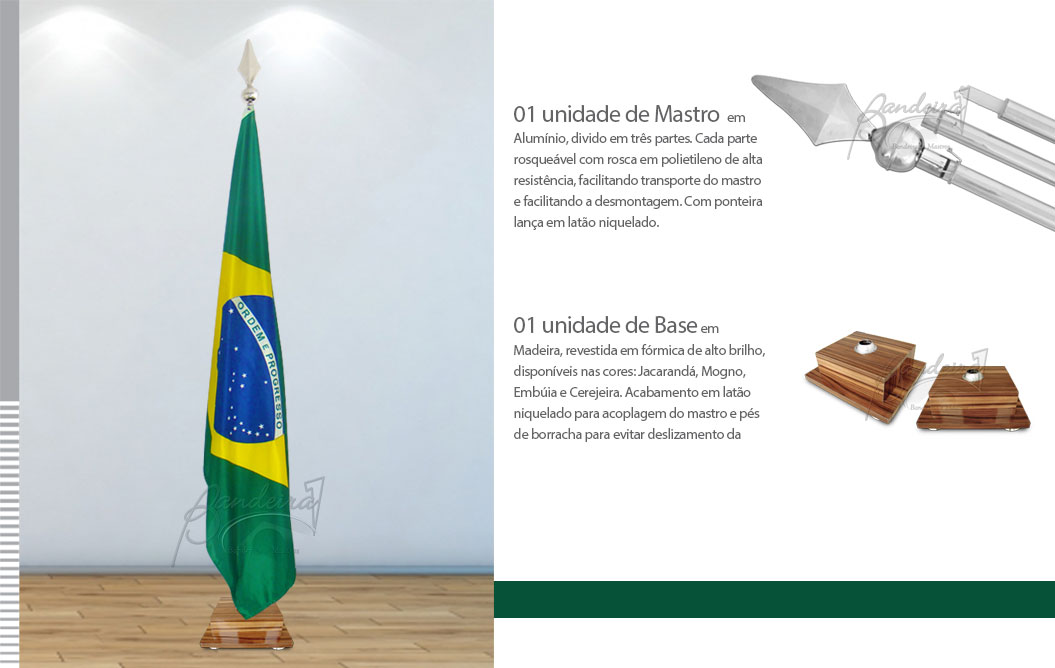 ORDEM E PROGRESSO
Bandeira1
01 unidade de Mastro em
Alumínio, divido em três partes. Cada parte
rosqueável com rosca em polietileno de alta
resistência, facilitando transporte do mastro
e facilitando a desmontagem. Com ponteira
lança em latão niquelado.
Bandeira1
01 unidade de Base em
Madeira, revestida em fórmica de alto brilho,
disponíveis nas cores: Jacarandá, Mogno,
Embúia e Cerejeira. Acabamento em latão
niquelado para acoplagem do mastro e pés
de borracha para evitar deslizamento da
Bandeira1